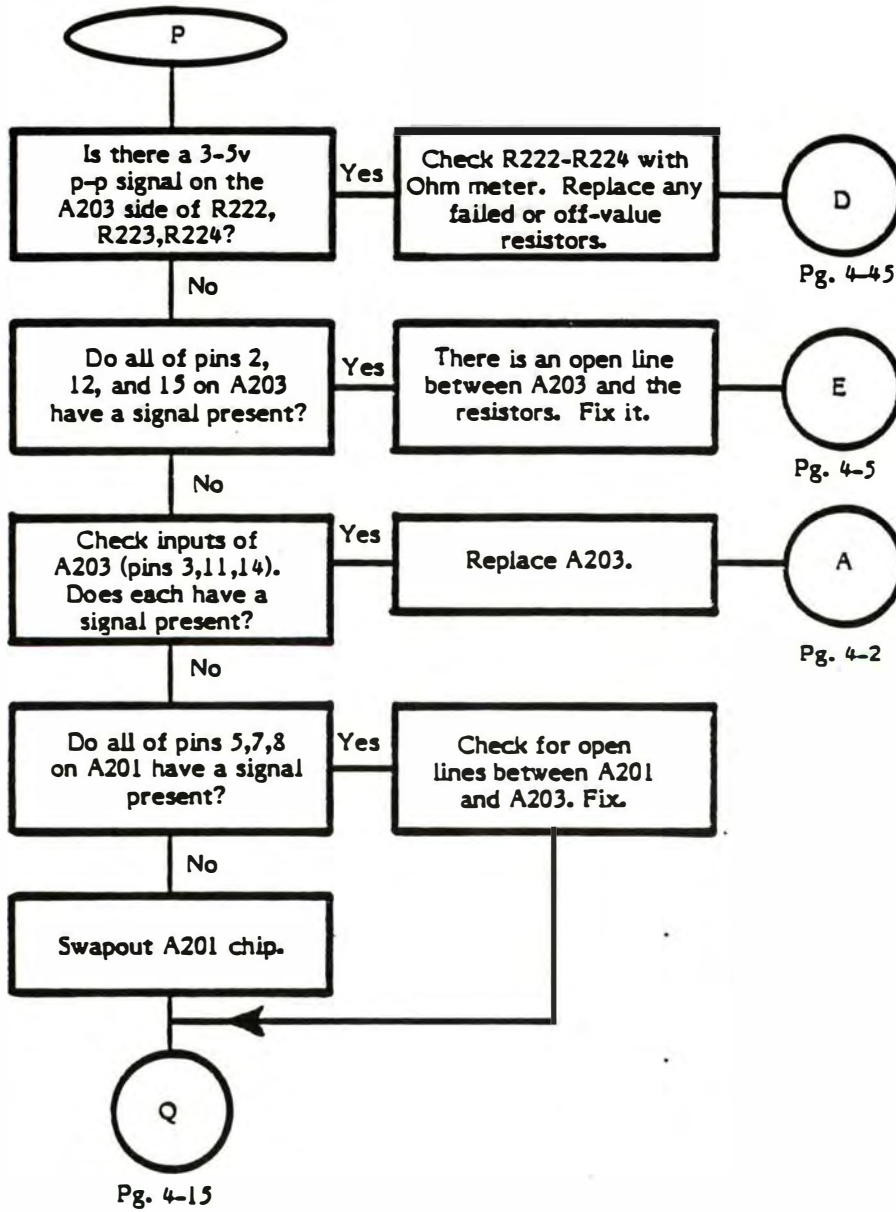 P
Is there a 3-5v
p-p signal on the
A203 side of R222,
R223,R224?
Yes
Check R222-R224 with
Ohm meter. Replace any
failed or off-value
resistors.
D
Pg. 4-45
No
Do all of pins 2,
12, and 15 on A203
have a signal present?
Yes
There is an open line
between A203 and the
resistors. Fix it.
E
Pg. 4-5
No
Check inputs of
A203 (pins 3,11,14).
Does each have a
signal present?
Yes
Replace A203.
A
Pg. 4-2
No
Do all of pins 5,7,8
on A201 have a signal
present?
Yes
Check for open
lines between A201
and A203. Fix.
No
Swapout A201 chip.
Q
Pg. 4-15